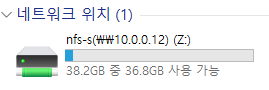 네트워크 위치 (1)
nfs-s(₩₩10.0.0.12) (Z:)
38.2GB 중 36.8GB 사용 가능